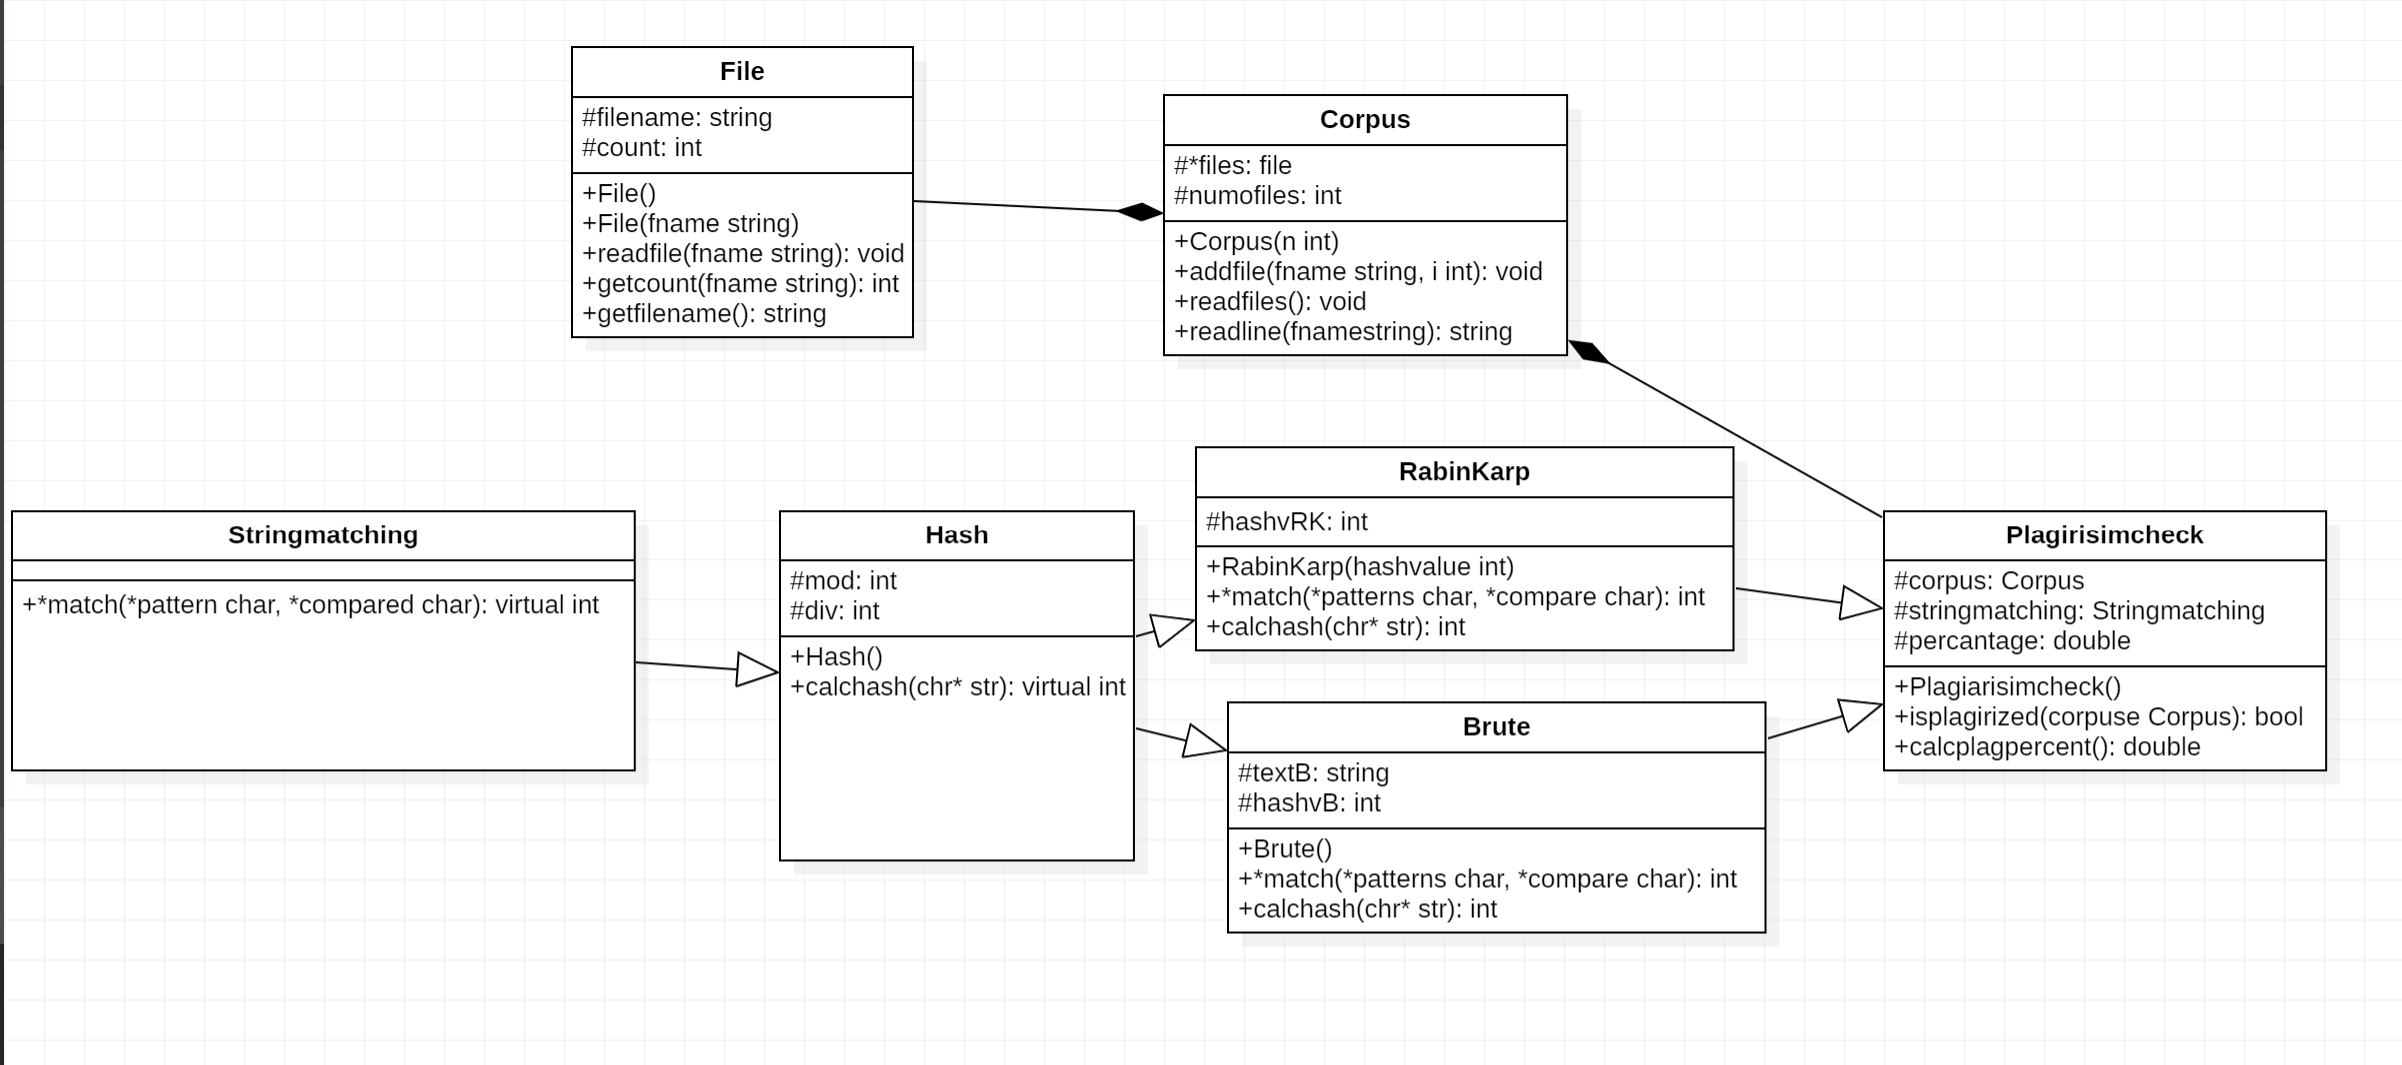 File
#filename: string
#count: int
+File()
+File(fname string)
+readfile(fname string): void
+getcount(fname string): int
+getfilename(): string
Corpus
#*files: file
#numofiles: int
+Corpus(n int)
+addfile(fname string, i int): void
+readfiles(): void
+readline(fnamestring): string
Stringmatching
+*match(*pattern char, *compared char): virtual int
Hash
#mod: int
#div: int
+Hash()
+calchash(chr* str): virtual int
RabinKarp
#hashvRK: int
+RabinKarp(hashvalue int)
+*match(*patterns char, *compare char): int
+calchash(chr* str): int
Brute
#textB: string
#hashvB: int
+Brute()
+*match(*patterns char, *compare char): int
+calchash(chr* str): int
Plagirisimcheck
#corpus: Corpus
#stringmatching: Stringmatching
#percantage: double
+Plagiarisimcheck()
+isplagirized(corpuse Corpus): bool
+calcplagpercent(): double